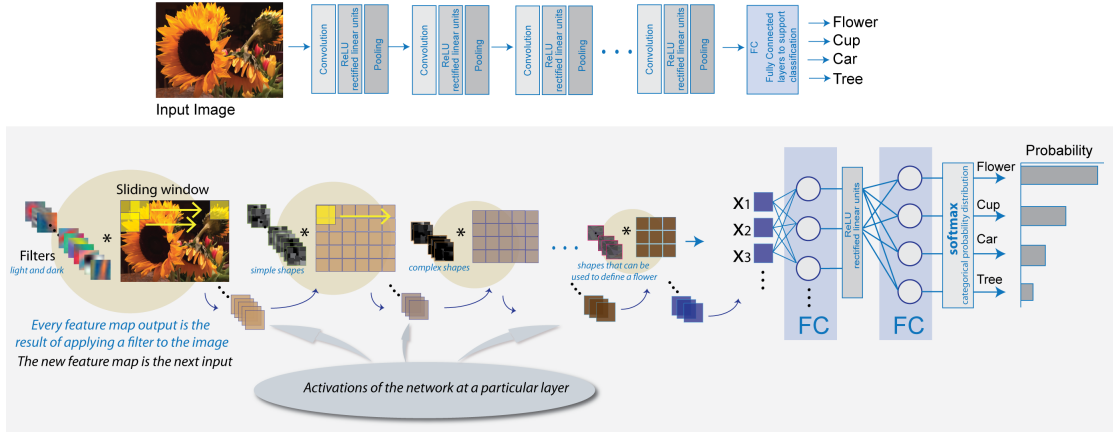 Convolution
ReLU
rectified linear units
Pooling
Convolution
ReLU
rectified linear units
Pooling
Convolution
ReLU
rectified linear units
Pooling
Convolution
ReLU
rectified linear units
Pooling
FC
Fully Connected
layers to support
classification
Flower
Cup
Car
Tree
Input Image
Sliding window
Filters
light and dark
*
simple shapes
*
complex shapes
*
shapes that can be
used to define a flower
*
X1
X2
X3
FC
ReLU
rectified linear units
FC
softmax
categorical probability distribution
Probability
Flower
Cup
Car
Tree
Every feature map output is the
result of applying a filter to the image
The new feature map is the next input
Activations of the network at a particular layer